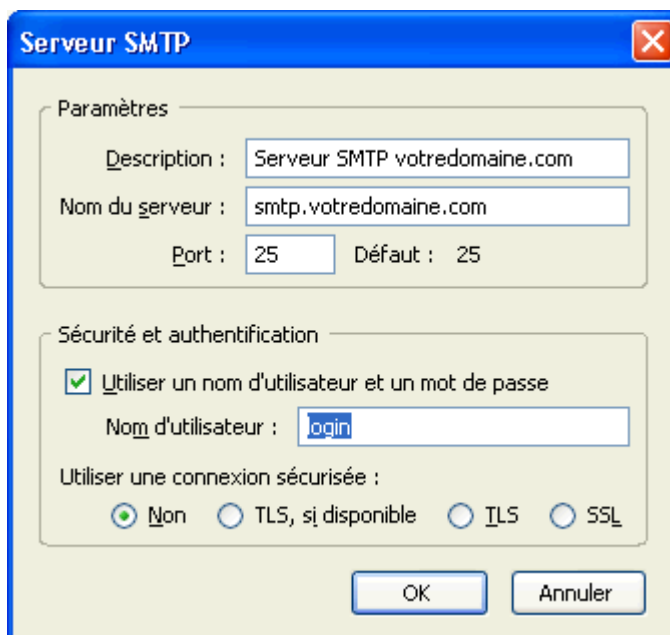 Serveur SMTP
Paramètres
Description : Serveur SMTP votredomaine.com
Nom du serveur : smtp.votredomaine.com
Port : 25 Défaut : 25
Sécurité et authentification
Utiliser un nom d'utilisateur et un mot de passe
Nom d'utilisateur : login
Utiliser une connexion sécurisée :
Non TLS, si disponible TLS SSL
OK Annuler